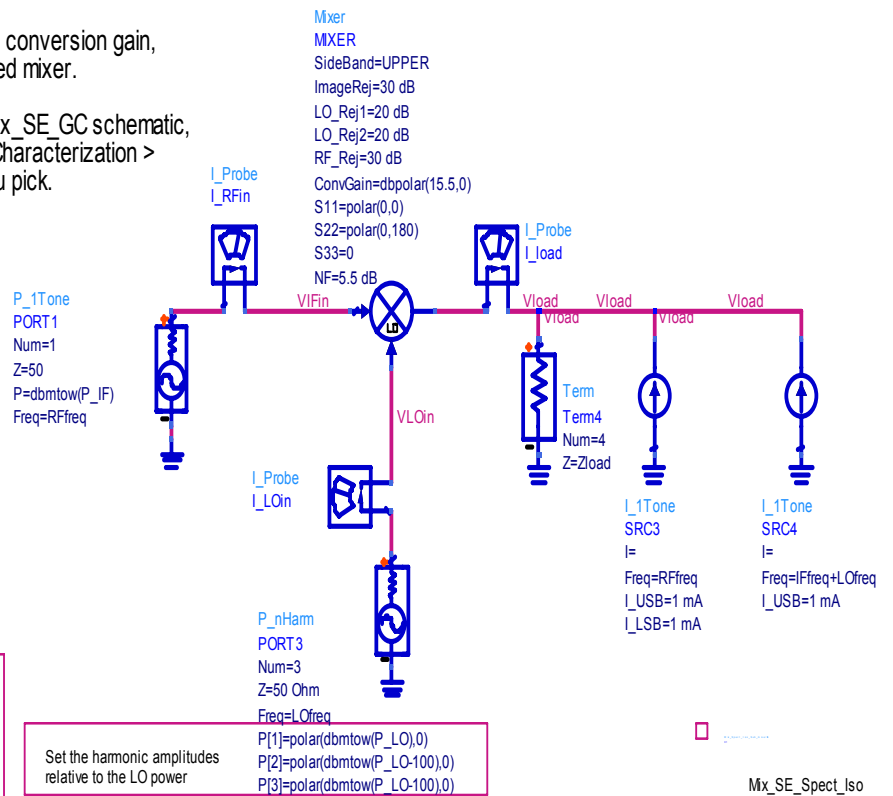 conversion gain,
ed mixer.
x_SE_GC schematic,
Characterization >
u pick.
Mixer
MIXER
SideBand=UPPER
ImageRej=30 dB
LO_Rej1=20 dB
LO_Rej2=20 dB
RF_Rej=30 dB
ConvGain=dbpolar(15.5,0)
S11=polar(0,0)
S22=polar(0,180)
S33=0
NF=5.5 dB
I_Probe
I_RFin
I_Probe
I_load
P_1Tone
PORT1
Num=1
Z=50
P=dbmtow(P_IF)
Freq=RFfreq
VIFin
Vload
Vload
Vload
Vload
Vload
VLOin
Term
Term4
Num=4
Z=Zload
I_Probe
I_LOin
I_1Tone
SRC3
I=
Freq=RFfreq
I_USB=1 mA
I_LSB=1 mA
I_1Tone
SRC4
I=
Freq=IFfreq+LOfreq
I_USB=1 mA
P_nHarm
PORT3
Num=3
Z=50 Ohm
Freq=LOfreq
P[1]=polar(dbmtow(P_LO),0)
P[2]=polar(dbmtow(P_LO-100),0)
P[3]=polar(dbmtow(P_LO-100),0)
Set the harmonic amplitudes
relative to the LO power
Mix_SE_Spect_Iso